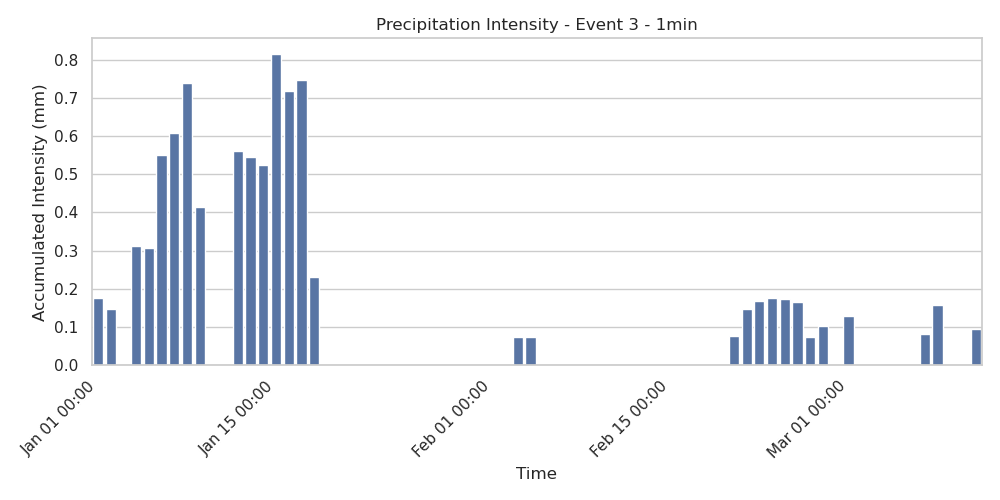 Precipitation Intensity - Event 3 - 1min
Accumulated Intensity (mm)
0.8
0.7
0.6
0.5
0.4
0.3
0.2
0.1
0.0
Jan 01 00:00
Jan 15 00:00
Feb 01 00:00
Feb 15 00:00
Mar 01 00:00
Time